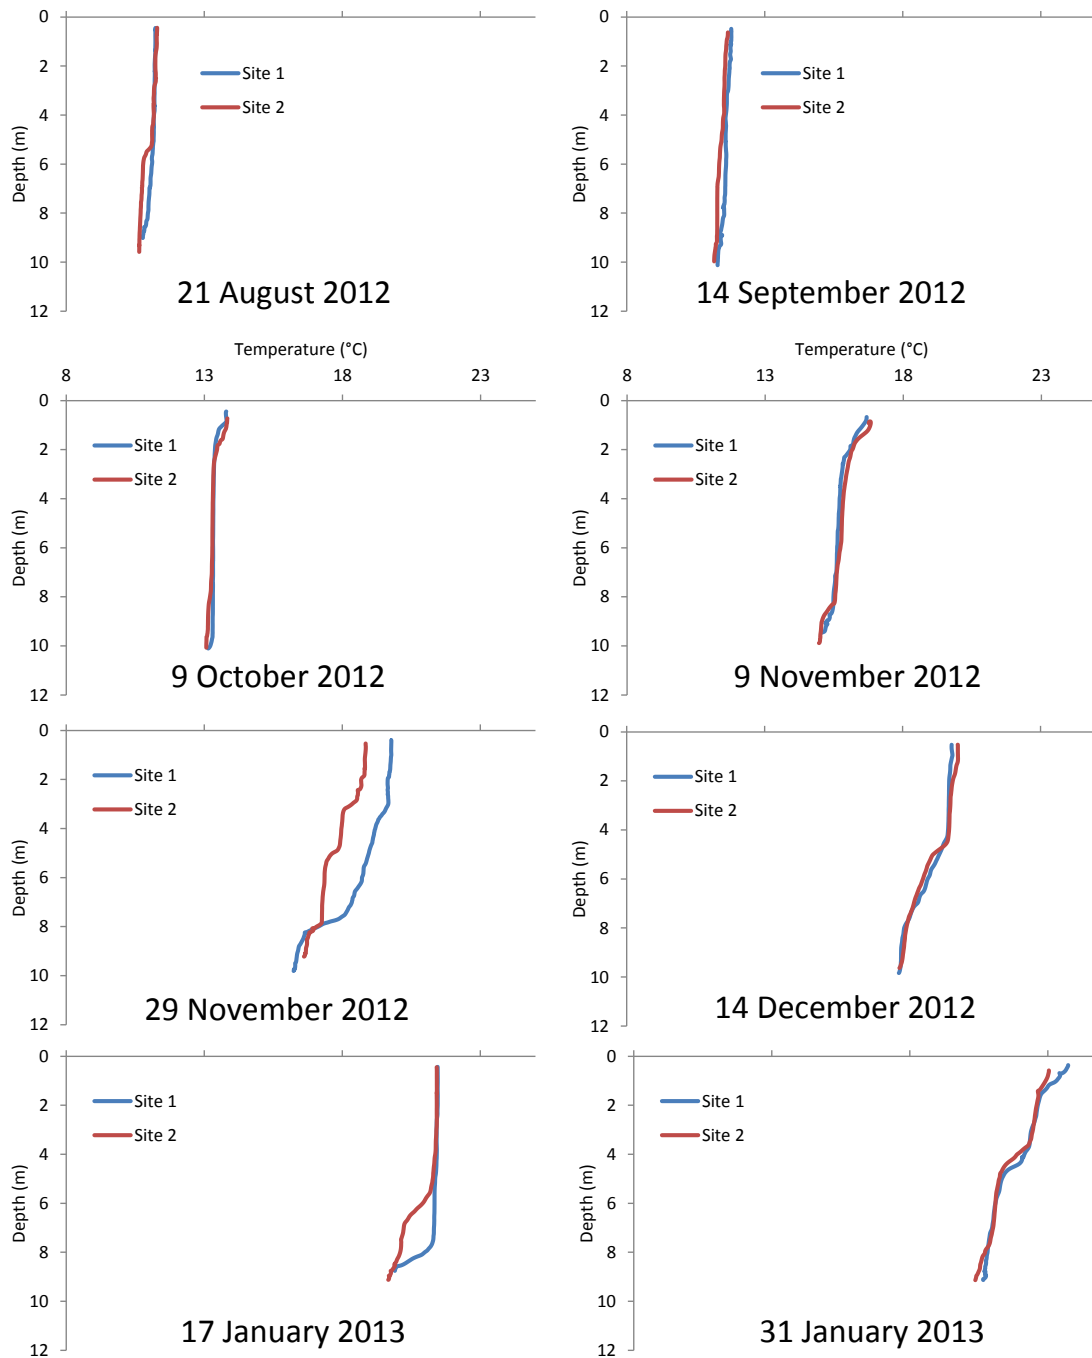 0
2
4
6
8
10
12
Depth (m)
Site 1
Site 2
21 August 2012
0
2
4
6
8
10
12
Depth (m)
Site 1
Site 2
14 September 2012
Temperature (°C)
8 13 18 23
0
2
4
6
8
10
12
Depth (m)
Site 1
Site 2
9 October 2012
Temperature (°C)
8 13 18 23
0
2
4
6
8
10
12
Depth (m)
Site 1
Site 2
9 November 2012
0
2
4
6
8
10
12
Depth (m)
Site 1
Site 2
29 November 2012
0
2
4
6
8
10
12
Depth (m)
Site 1
Site 2
14 December 2012
0
2
4
6
8
10
12
Depth (m)
Site 1
Site 2
17 January 2013
0
2
4
6
8
10
12
Depth (m)
Site 1
Site 2
31 January 2013